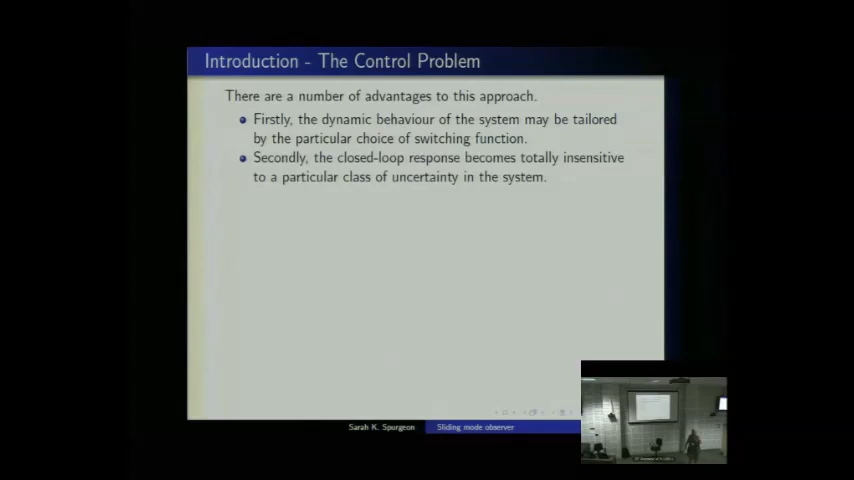 Introduction - The Control Problem
There are a number of advantages to this approach.
Firstly, the dynamic behaviour of the system may be tailored
by the particular choice of switching function.
Secondly, the closed-loop response becomes totally insensitive
to a particular class of uncertainty in the system.
Sarah K. Spurgeon
Sliding mode observer